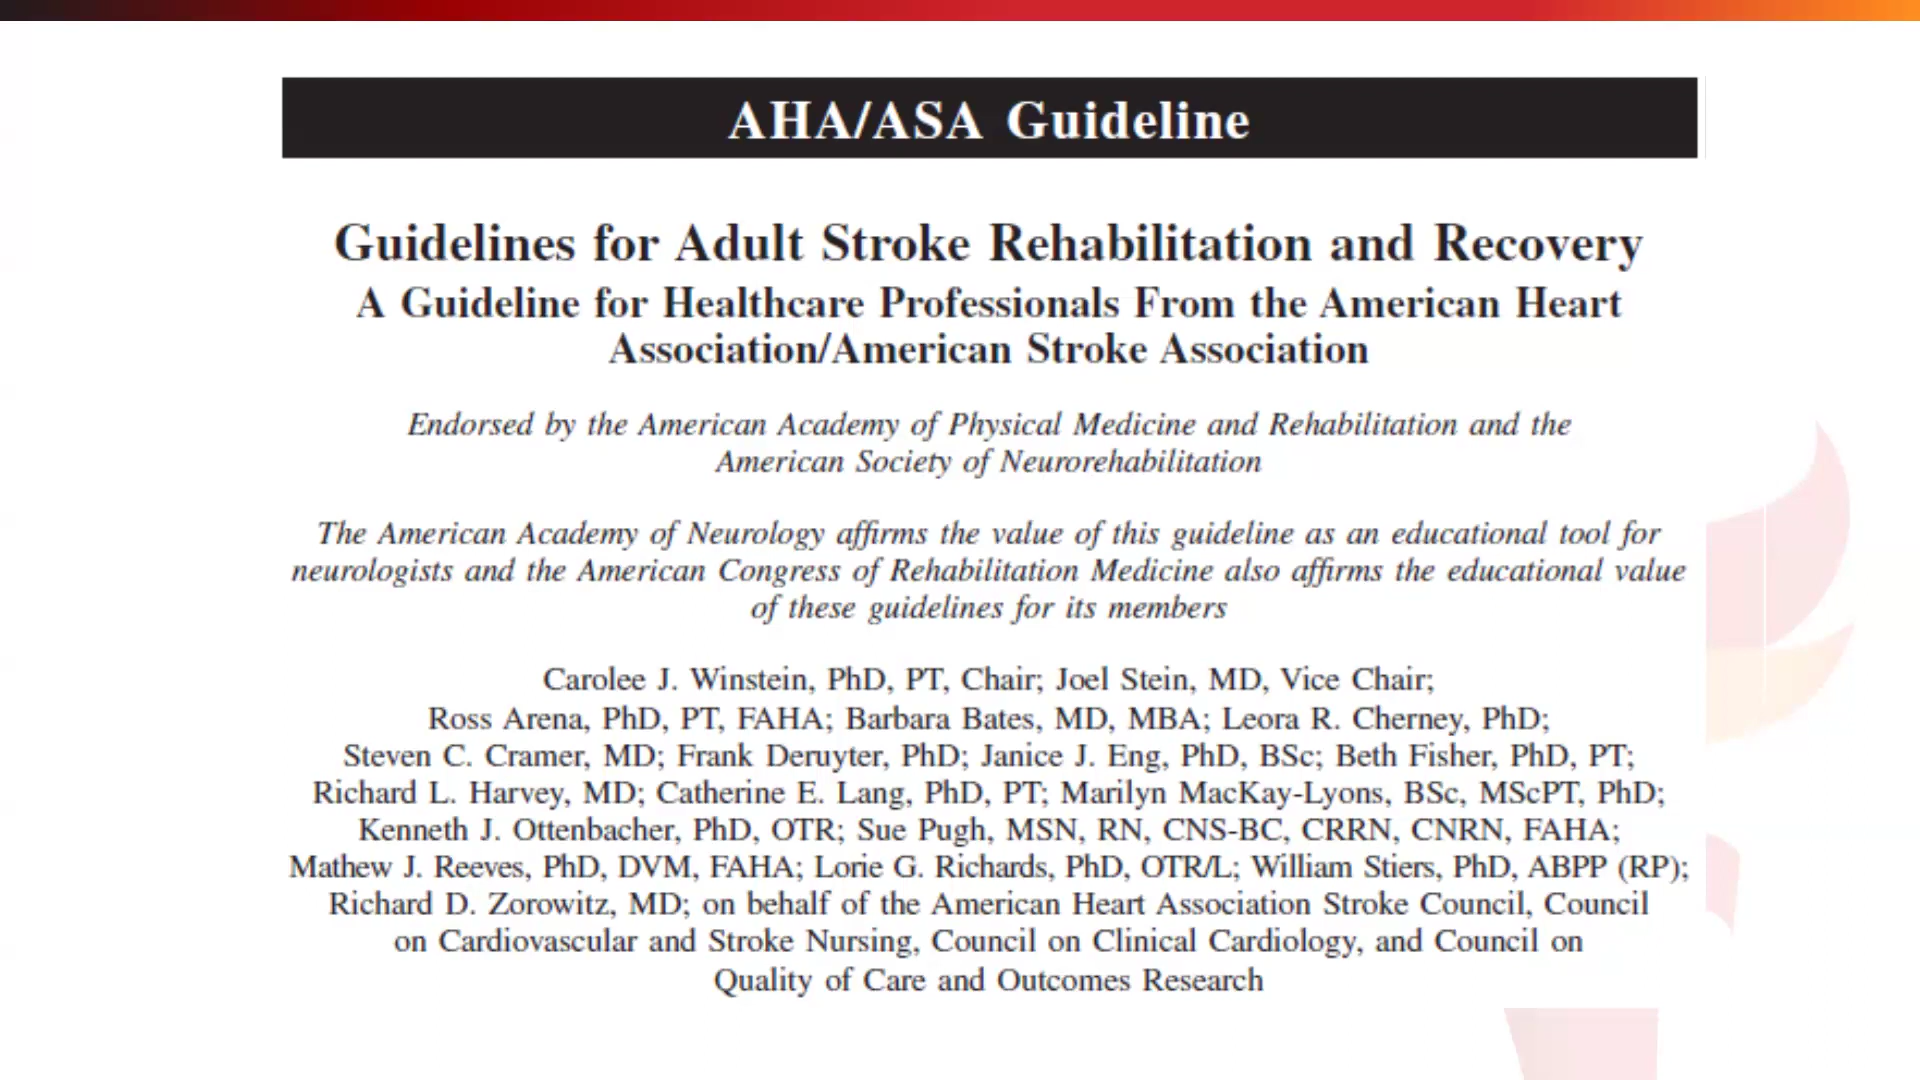 AHA/ASA Guideline
Guidelines for Adult Stroke Rehabilitation and Recovery
A Guideline for Healthcare Professionals From the American Heart
Association/American Stroke Association
Endorsed by the American Academy of Physical Medicine and Rehabilitation and the
American Society of Neurorehabilitation
The American Academy of Neurology affirms the value of this guideline as an educational tool for
neurologists and the American Congress of Rehabilitation Medicine also affirms the educational value
of these guidelines for its members
Carolee J. Winstein, PhD, PT, Chair; Joel Stein, MD, Vice Chair;
Ross Arena, PhD, PT, FAHA; Barbara Bates, MD, MBA; Leora R. Cherney, PhD;
Steven C. Cramer, MD; Frank Deruyter, PhD; Janice J. Eng, PhD, BSc; Beth Fisher, PhD, PT;
Richard L. Harvey, MD; Catherine E. Lang, PhD, PT; Marilyn MacKay-Lyons, BSc, MScPT, PhD;
Kenneth J. Ottenbacher, PhD, OTR; Sue Pugh, MSN, RN, CNS-BC, CRRN, CNRN, FAHA;
Mathew J. Reeves, PhD, DVM, FAHA; Lorie G. Richards, PhD, OTR/L; William Stiers, PhD, ABPP (RP);
Richard D. Zorowitz, MD; on behalf of the American Heart Association Stroke Council, Council
on Cardiovascular and Stroke Nursing, Council on Clinical Cardiology, and Council on
Quality of Care and Outcomes Research